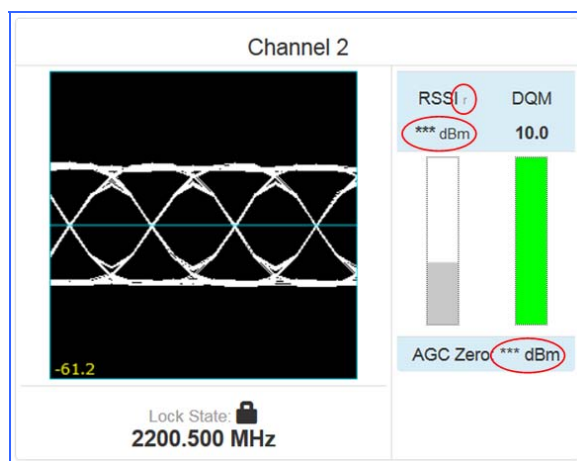 Channel 2
RSSI r
DQM
*** dBm
10.0
-61.2
AGC Zero *** dBm
Lock State:
2200.500 MHz